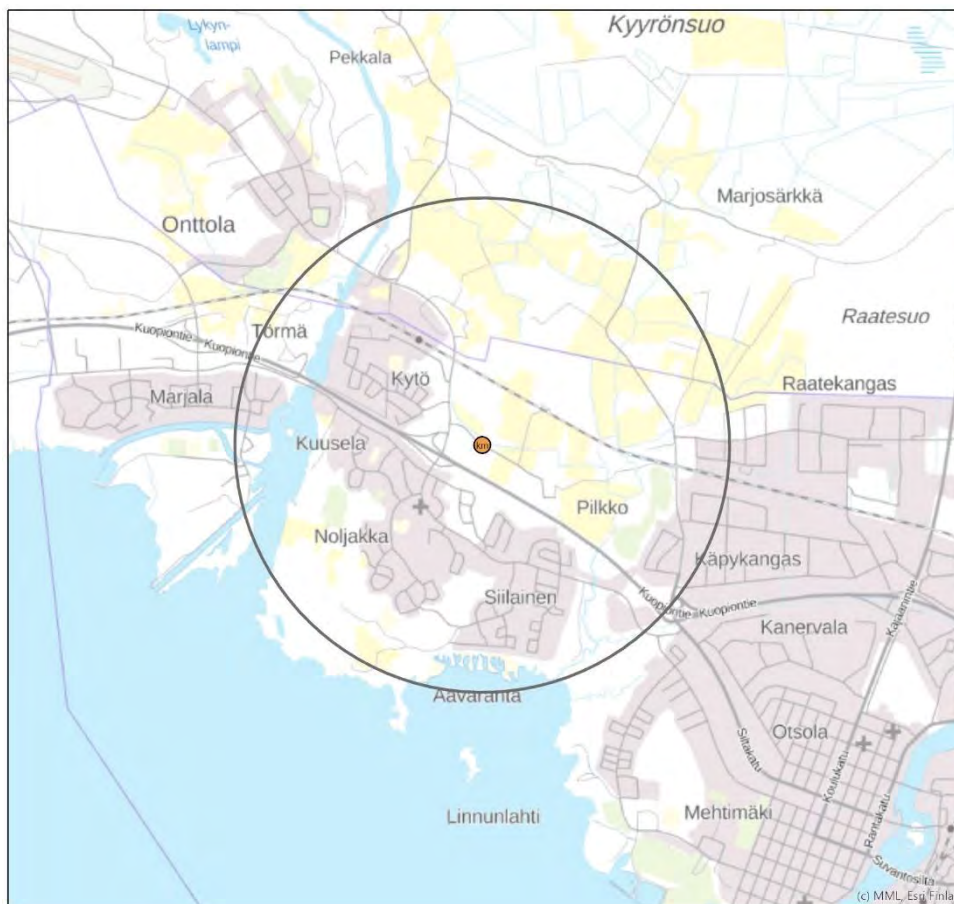 Kyyrönsuo
Lykyn-
lampi
Pekkala
Marjosärkkä
Onttola
Raatesuo
Törmä
Kuopiontie
Kuopiontie
Raatekangas
Kytö
Marjala
Kuusela
km
Pilkko
Noljakka
Käpykangas
Siilainen
Kuopiontie
Kuopiontie
Kajaanintie
Kanervala
Aavaranta
Otsola
Siltakatu
Koulukatu
Rantakatu
Linnunlahti
Mehtimäki
Suvantosilta
(c) MML, Esri Finla